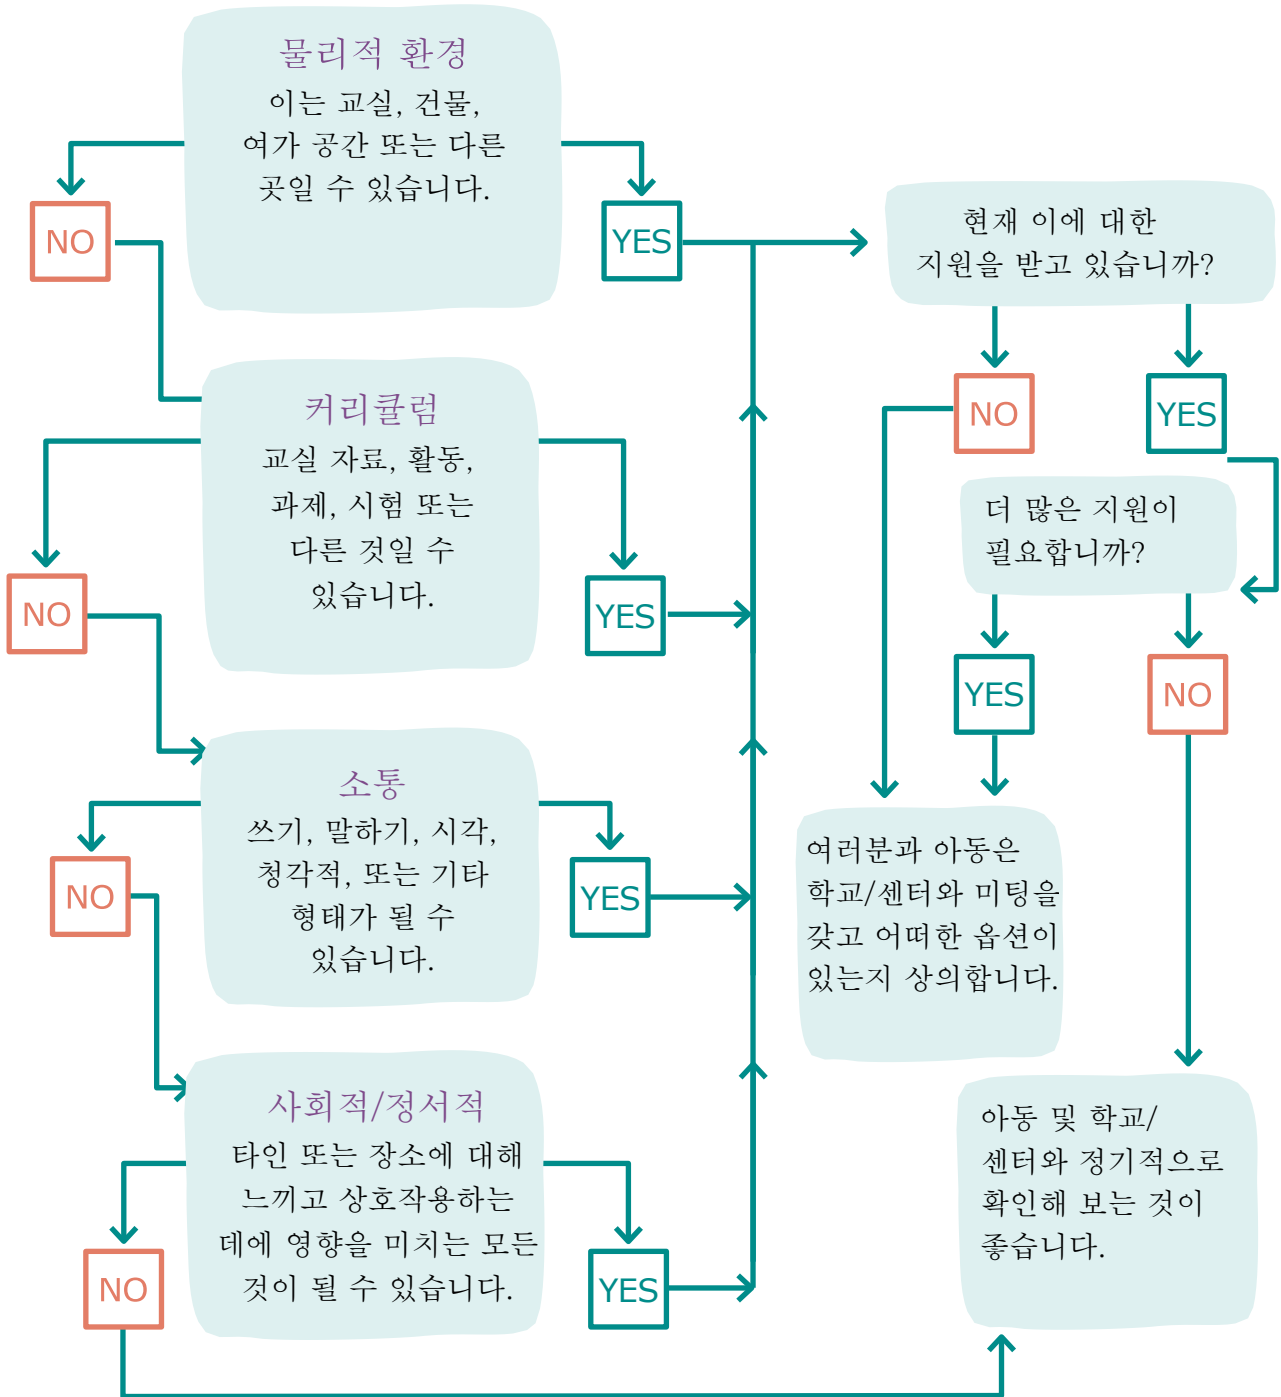 물리적 환경
이는 교실, 건물,
여가 공간 또는 다른
곳일 수 있습니다.
NO
YES
현재 이에 대한
지원을 받고 있습니까?
NO
YES
커리큘럼
교실 자료, 활동,
과제, 시험 또는
다른 것일 수
있습니다.
NO
YES
더 많은 지원이
필요합니까?
YES
NO
소통
쓰기, 말하기, 시각,
청각적, 또는 기타
형태가 될 수
있습니다.
NO
YES
여러분과 아동은
학교/센터와 미팅을
갖고 어떠한 옵션이
있는지 상의합니다.
사회적/정서적
타인 또는 장소에 대해
느끼고 상호작용하는
데에 영향을 미치는 모든
것이 될 수 있습니다.
NO
YES
아동 및 학교/
센터와 정기적으로
확인해 보는 것이
좋습니다.